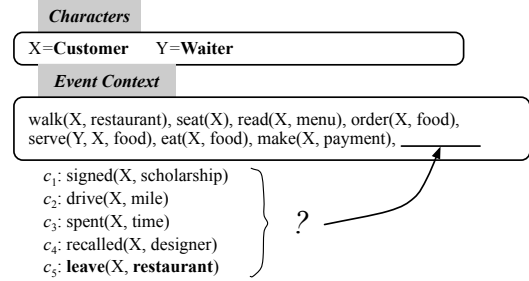 Characters
X=Customer Y=Waiter
Event Context
walk(X, restaurant), seat(X), read(X, menu), order(X, food),
serve(Y, X, food), eat(X, food), make(X, payment), ________
c₁: signed(X, scholarship)
c₂: drive(X, mile)
c₃: spent(X, time)
c₄: recalled(X, designer)
c₅: leave(X, restaurant)
?